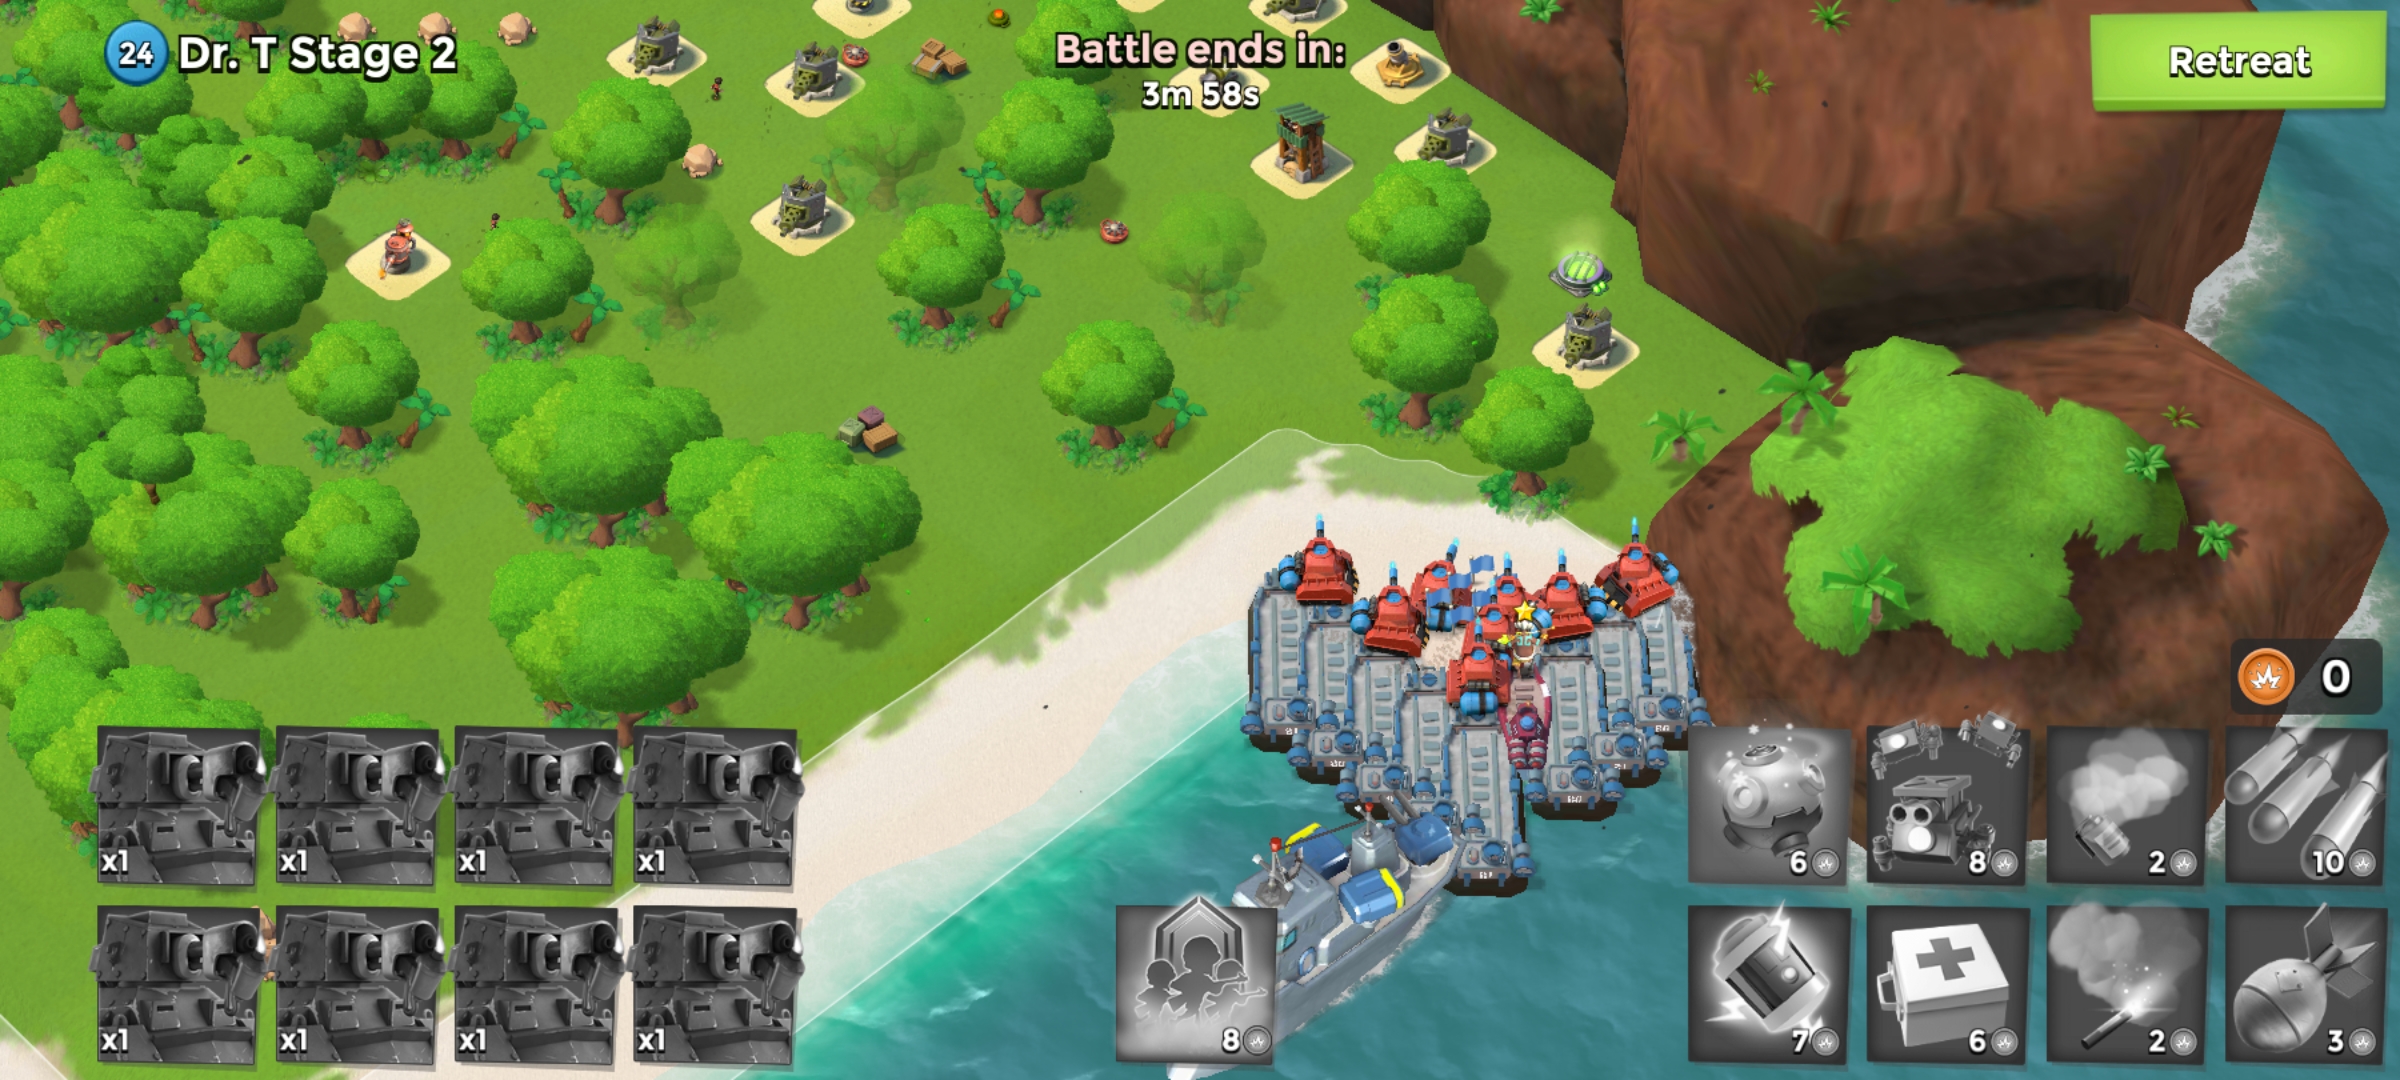 24 Dr. T Stage 2
Battle ends in:
3m 58s
Retreat
0
x1 x1 x1 x1
6 8 2 10
x1 x1 x1 x1
8
7 6 2 3